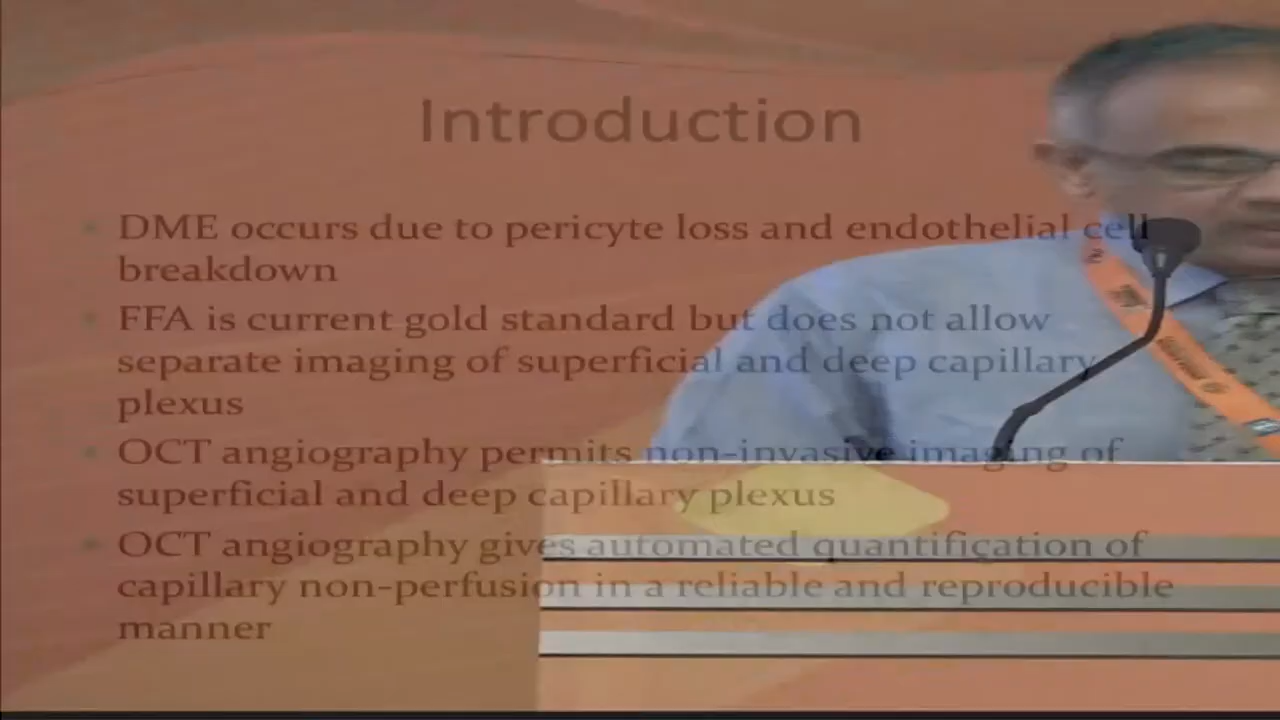 Introduction
DME occurs due to pericyte loss and endothelial cell
breakdown
FFA is current gold standard but does not allow
separate imaging of superficial and deep capillary
plexus
OCT angiography permits non-invasive imaging of
superficial and deep capillary plexus
OCT angiography gives automated quantification of
capillary non-perfusion in a reliable and reproducible
manner